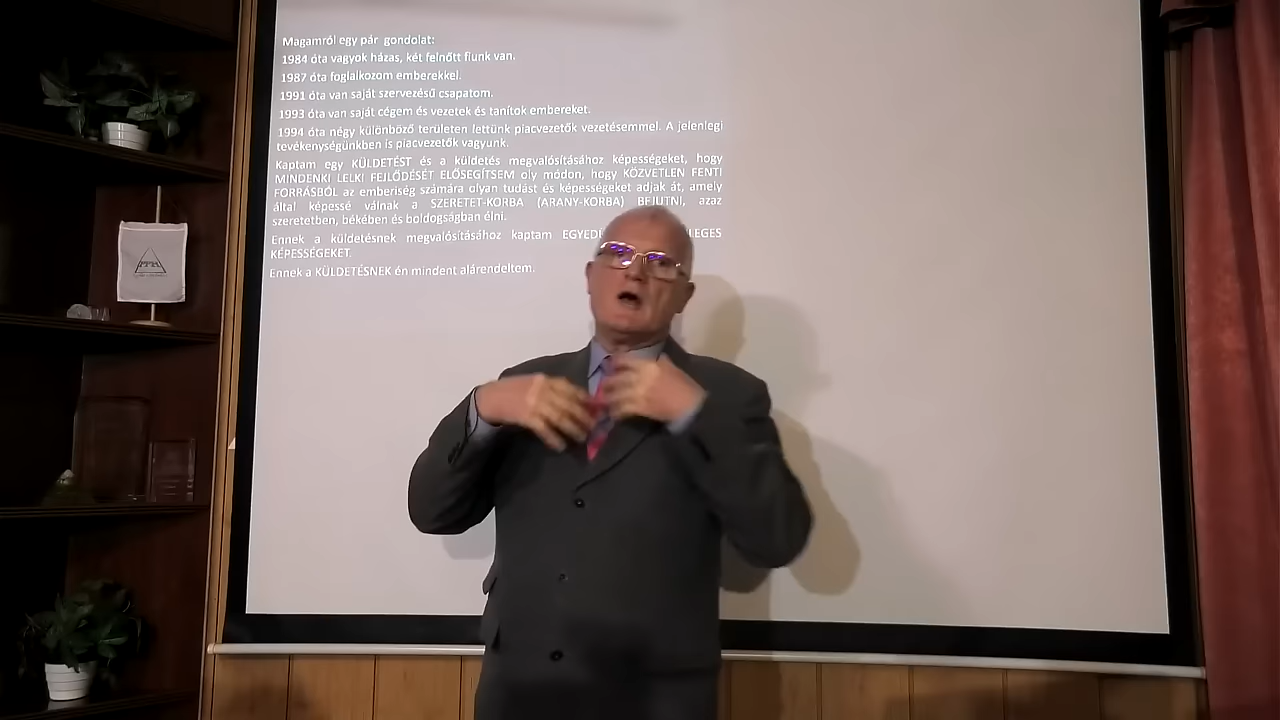 Magamról egy pár gondolat:
1984 óta vagyok házas, két felnőtt fiunk van.
1987 óta foglalkozom emberekkel.
1991 óta van saját szervezésű csapatom.
1993 óta van saját cégem és vezetek és tanítok embereket.
1994 óta négy különböző területen lettünk piacvezetők vezetésemmel. A jelenlegi
tevékenységünkben is piacvezetők vagyunk.
Kaptam egy KÜLDETÉST és a küldetés megvalósításához képességeket, hogy
MINDENKI LELKI FEJLŐDÉSÉT ELŐSEGÍTSEM oly módon, hogy KÖZVETLEN FENTI
FORRÁSBÓL az emberiség számára olyan tudást és képességeket adjak át, amely
által képessé válnak a SZERETET-KORBA (ARANY-KORBA) BEJUTNI, azaz
szeretetben, békében és boldogságban élni.
Ennek a küldetésnek megvalósításához kaptam
KÉPESSÉGEKET.
Ennek a KÜLDETÉSNEK én mindent alárendeltem.